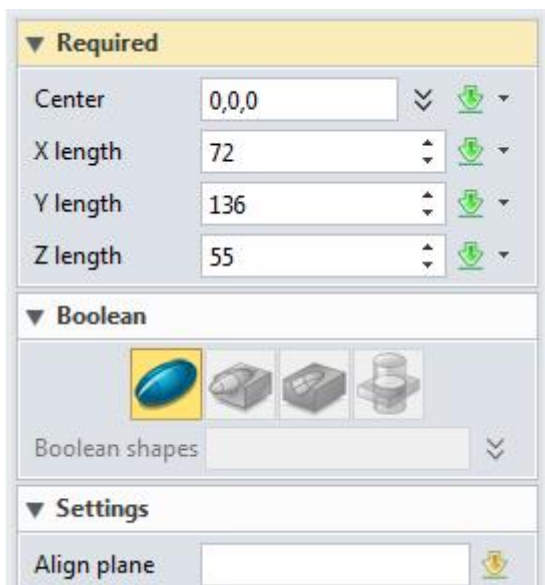 Required
Center 0,0,0
X length 72
Y length 136
Z length 55
Boolean
Boolean shapes
Settings
Align plane